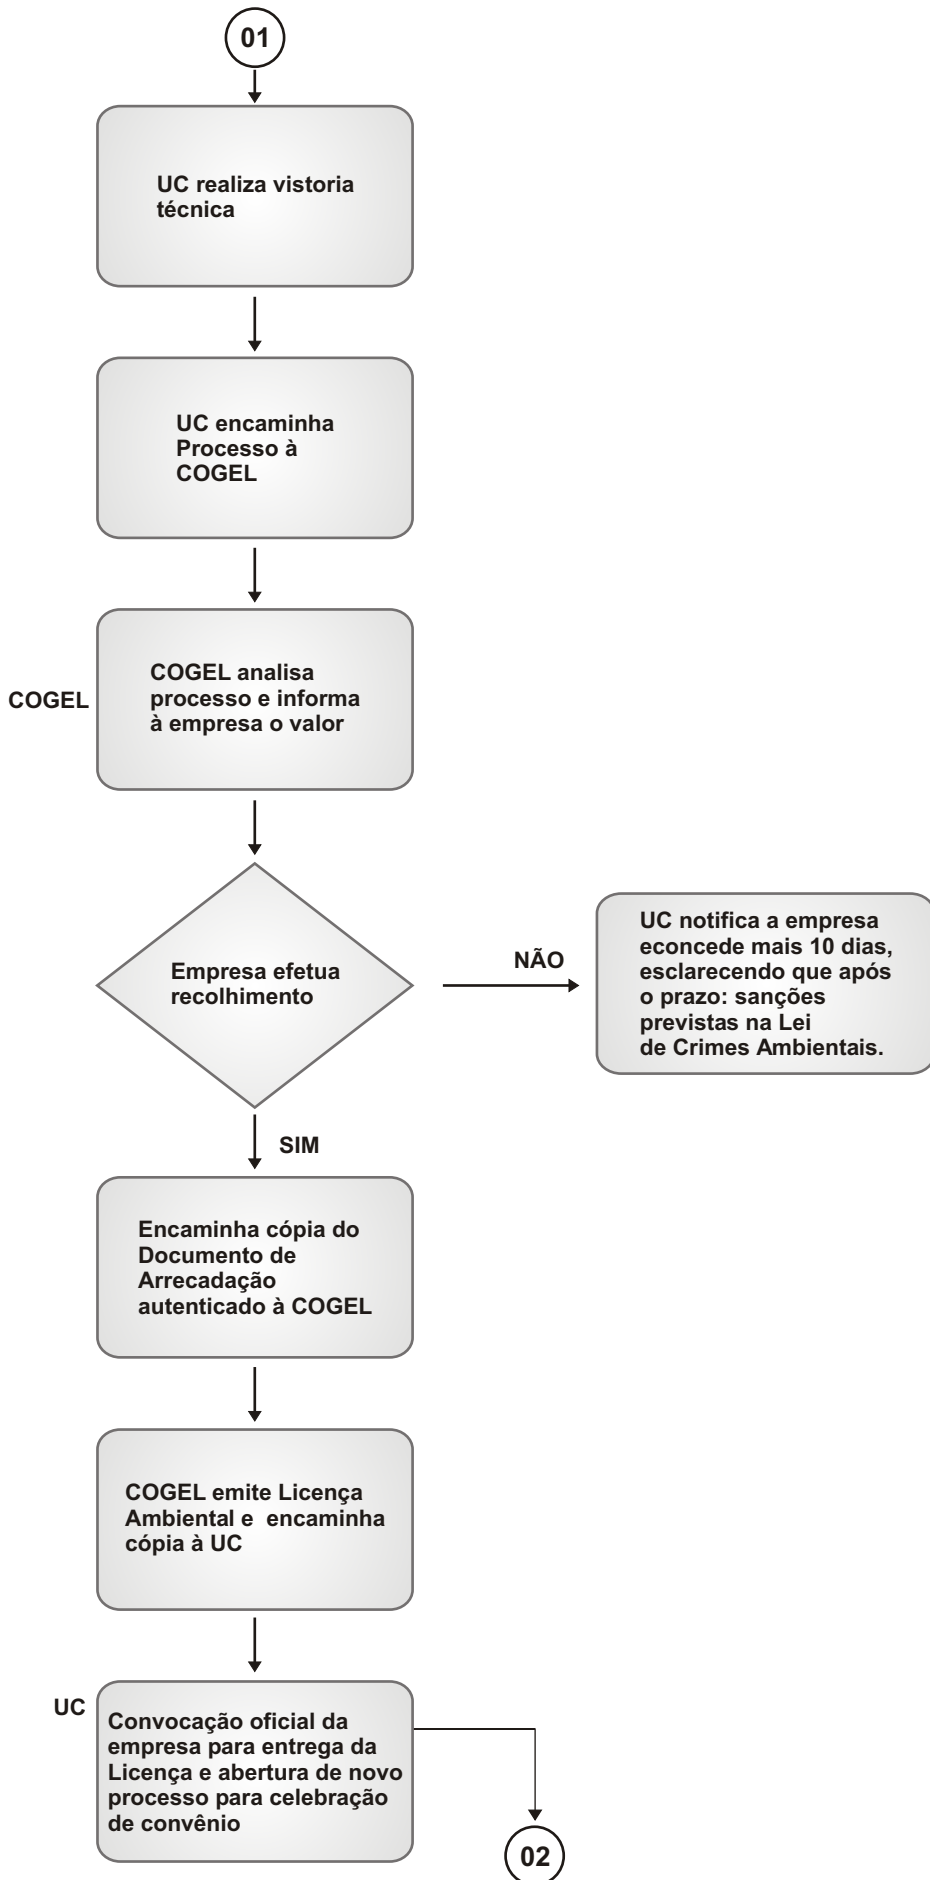 01
UC realiza vistoria
técnica
UC encaminha
Processo à
COGEL
COGEL
COGEL analisa
processo e informa
à empresa o valor
Empresa efetua
recolhimento
NÃO
UC notifica a empresa
econcede mais 10 dias,
esclarecendo que após
o prazo: sanções
previstas na Lei
de Crimes Ambientais.
SIM
Encaminha cópia do
Documento de
Arrecadação
autenticado à COGEL
COGEL emite Licença
Ambiental e  encaminha
cópia à UC
UC
Convocação oficial da
empresa para entrega da
Licença e abertura de novo
processo para celebração
de convênio
02